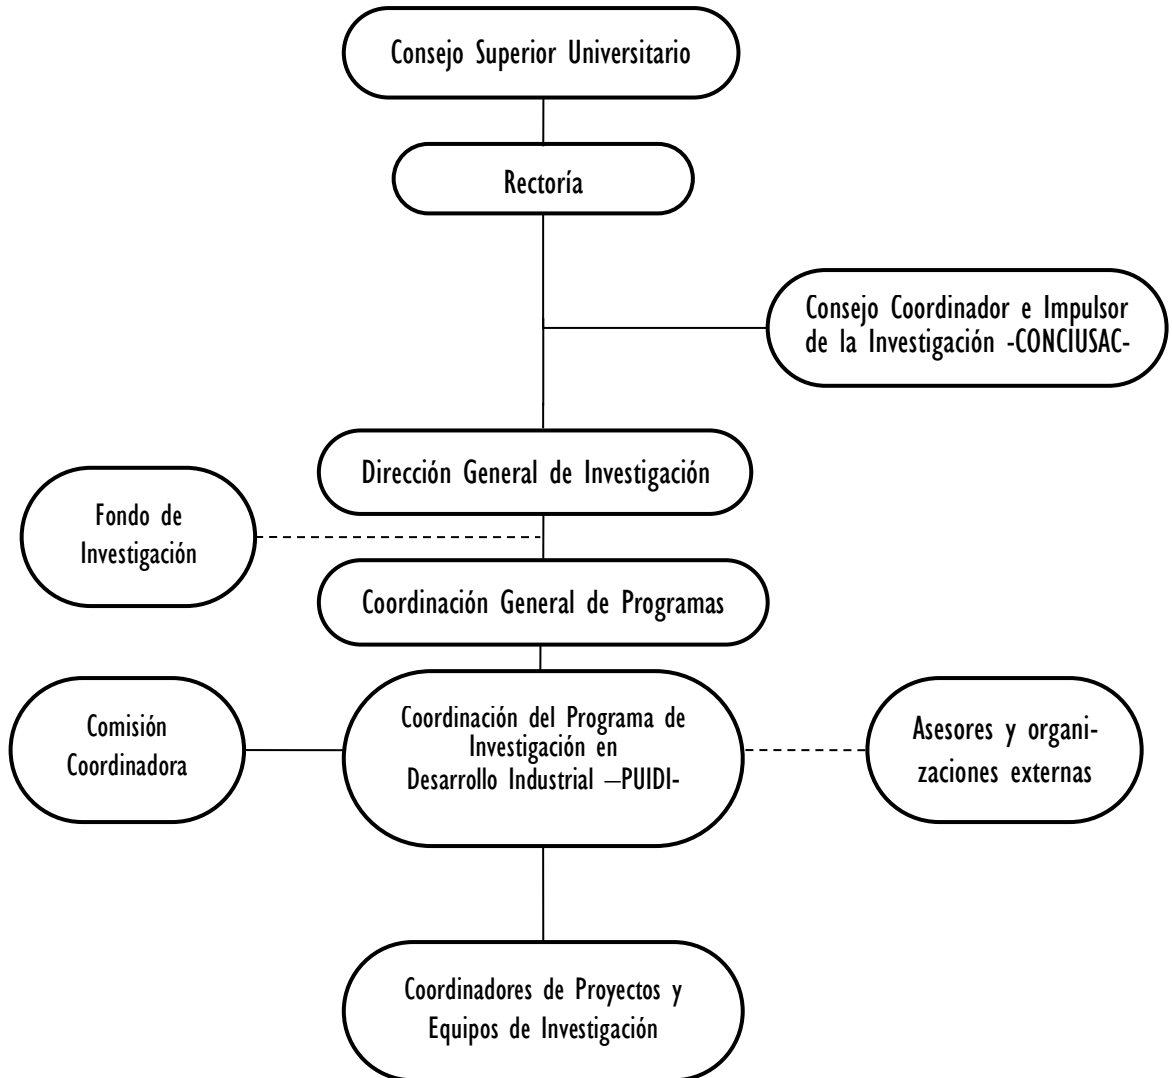 Consejo Superior Universitario
Rectoría
Consejo Coordinador e Impulsor
de la Investigación -CONCIUSAC-
Dirección General de Investigación
Fondo de
Investigación
Coordinación General de Programas
Comisión
Coordinadora
Coordinación del Programa de
Investigación en
Desarrollo Industrial –PUIDI-
Asesores y organi-
zaciones externas
Coordinadores de Proyectos y
Equipos de Investigación